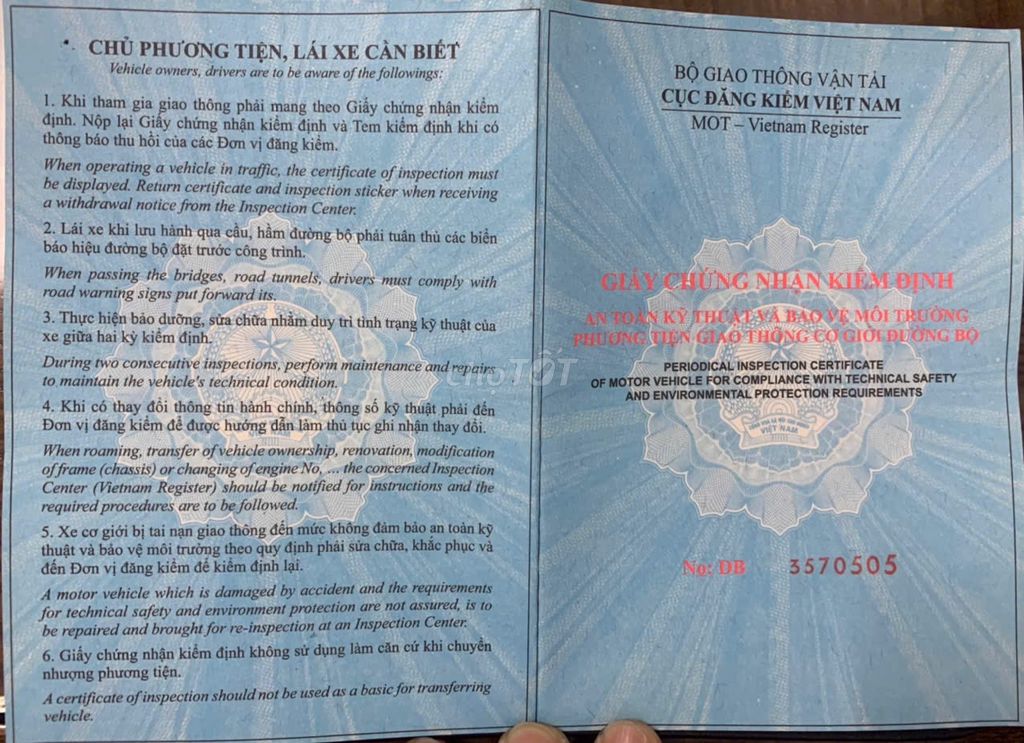 CHỦ PHƯƠNG TIỆN, LÁI XE CẦN BIẾT
Vehicle owners, drivers are to be aware of the followings:
1. Khi tham gia giao thông phải mang theo Giấy chứng nhận kiểm
định. Nộp lại Giấy chứng nhận kiểm định và Tem kiểm định khi có
thông báo thu hồi của các Đơn vị đăng kiểm.
When operating a vehicle in traffic, the certificate of inspection must
be displayed. Return certificate and inspection sticker when receiving
a withdrawal notice from the Inspection Center.
2. Lái xe khi lưu hành qua cầu, hầm đường bộ phải tuân thủ các biển
báo hiệu đường bộ đặt trước công trình.
When passing the bridges, road tunnels, drivers must comply with
road warning signs put forward its.
3. Thực hiện bảo dưỡng, sửa chữa nhằm duy trì tình trạng kỹ thuật của
xe giữa hai kỳ kiểm định.
During two consecutive inspections, perform maintenance and repairs
to maintain the vehicle's technical condition.
4. Khi có thay đổi thông tin hành chính, thông số kỹ thuật phải đến
Đơn vị đăng kiểm để được hướng dẫn làm thủ tục ghi nhận thay đổi.
When roaming, transfer of vehicle ownership, renovation, modification
of frame (chassis) or changing of engine No, ... the concerned Inspection
Center (Vietnam Register) should be notified for instructions and the
required procedures are to be followed.
5. Xe cơ giới bị tai nạn giao thông đến mức không đảm bảo an toàn kỹ
thuật và bảo vệ môi trường theo quy định phải sửa chữa, khắc phục và
đến Đơn vị đăng kiểm để kiểm định lại.
A motor vehicle which is damaged by accident and the requirements
for technical safety and environment protection are not assured, is to
be repaired and brought for re-inspection at an Inspection Center.
6. Giấy chứng nhận kiểm định không sử dụng làm căn cứ khi chuyển
nhượng phương tiện.
A certificate of inspection should not be used as a basic for transferring
vehicle.
BỘ GIAO THÔNG VẬN TẢI
CỤC ĐĂNG KIỂM VIỆT NAM
MOT – Vietnam Register
GIẤY CHỨNG NHẬN KIỂM ĐỊNH
AN TOÀN KỸ THUẬT VÀ BẢO VỆ MÔI TRƯỜNG
PHƯƠNG TIỆN GIAO THÔNG CƠ GIỚI ĐƯỜNG BỘ
PERIODICAL INSPECTION CERTIFICATE
OF MOTOR VEHICLE FOR COMPLIANCE WITH TECHNICAL SAFETY
AND ENVIRONMENTAL PROTECTION REQUIREMENTS
CỘNG HÒA XÃ HỘI CHỦ NGHĨA
VIỆT NAM
No: DB 3570505
chợTỐT